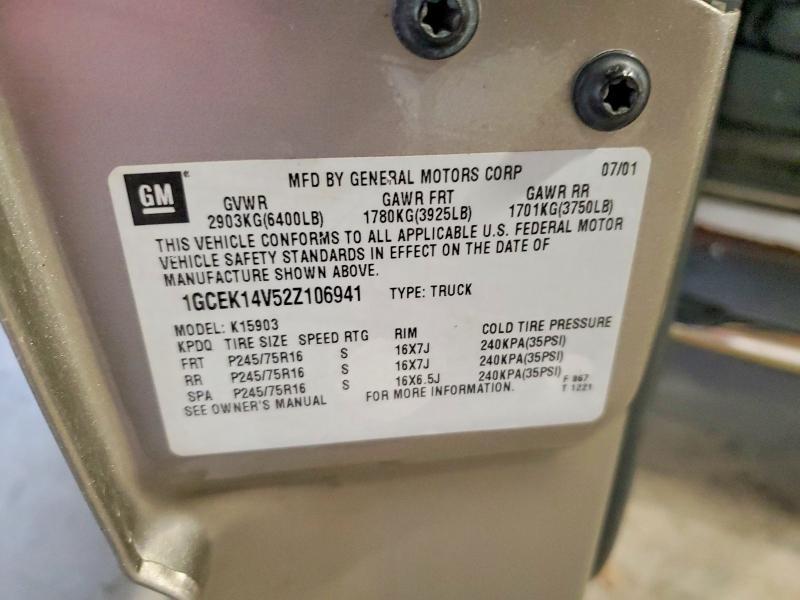 GM
MFD BY GENERAL MOTORS CORP 07/01
GVWR GAWR FRT GAWR RR
2903KG(6400LB) 1780KG(3925LB) 1701KG(3750LB)
THIS VEHICLE CONFORMS TO ALL APPLICABLE U.S. FEDERAL MOTOR
VEHICLE SAFETY STANDARDS IN EFFECT ON THE DATE OF
MANUFACTURE SHOWN ABOVE.
1GCEK14V52Z106941 TYPE: TRUCK
MODEL: K15903
KPDQ TIRE SIZE SPEED RTG RIM COLD TIRE PRESSURE
FRT P245/75R16 S 16X7J 240KPA(35PSI)
RR P245/75R16 S 16X7J 240KPA(35PSI)
SPA P245/75R16 S 16X6.5J 240KPA(35PSI) F 867
SEE OWNER'S MANUAL FOR MORE INFORMATION. T 1221